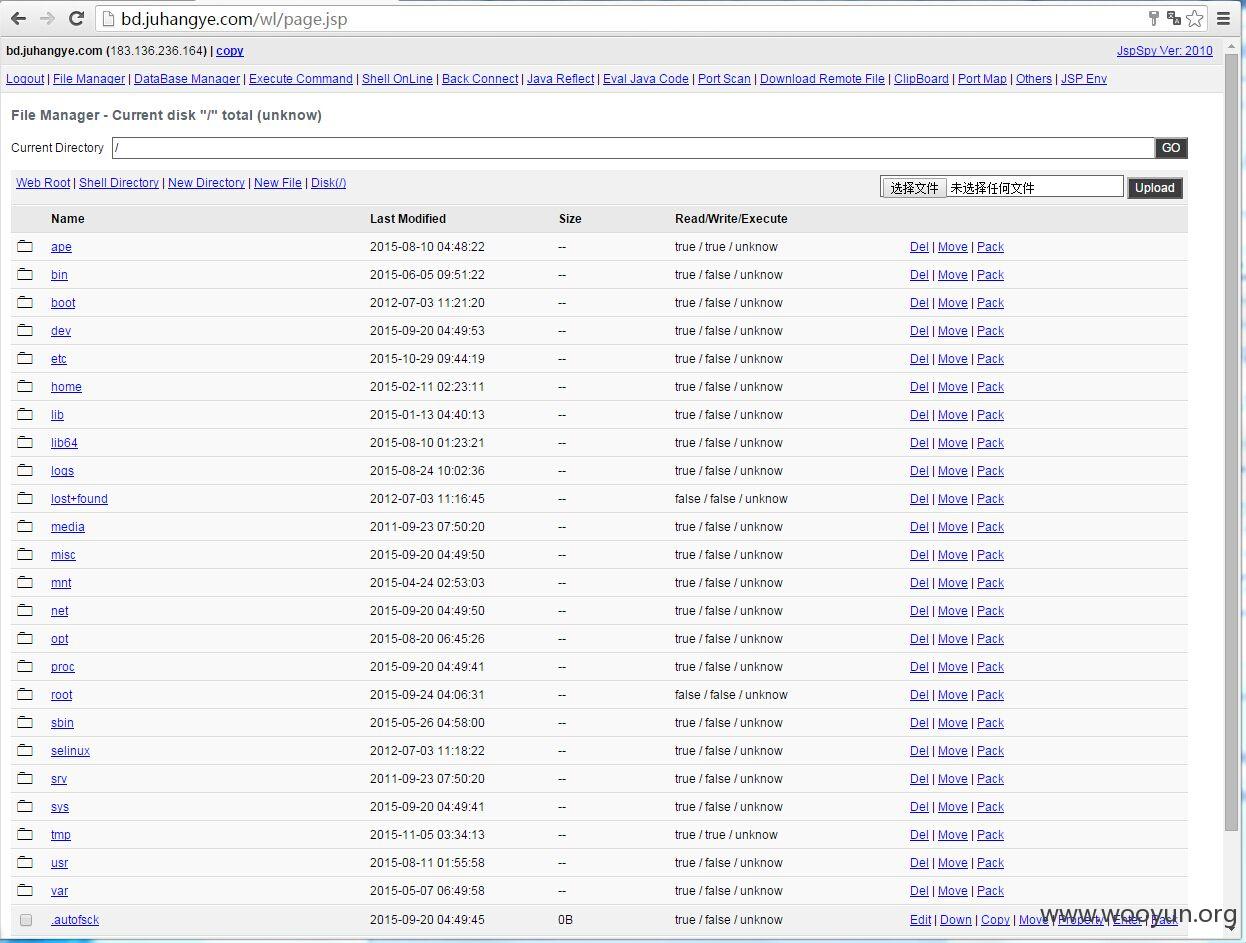 bd.juhangye.com/wl/page.jsp
bd.juhangye.com (183.136.236.164) | copy JspSpy Ver: 2010
Logout | File Manager | DataBase Manager | Execute Command | Shell OnLine | Back Connect | Java Reflect | Eval Java Code | Port Scan | Download Remote File | ClipBoard | Port Map | Others | JSP Env
File Manager - Current disk "/" total (unknow)
Current Directory / GO
Web Root | Shell Directory | New Directory | New File | Disk(/) 选择文件 未选择任何文件 Upload
Name Last Modified Size Read/Write/Execute
ape 2015-08-10 04:48:22 -- true / true / unknow Del | Move | Pack
bin 2015-06-05 09:51:22 -- true / false / unknow Del | Move | Pack
boot 2012-07-03 11:21:20 -- true / false / unknow Del | Move | Pack
dev 2015-09-20 04:49:53 -- true / false / unknow Del | Move | Pack
etc 2015-10-29 09:44:19 -- true / false / unknow Del | Move | Pack
home 2015-02-11 02:23:11 -- true / false / unknow Del | Move | Pack
lib 2015-01-13 04:40:13 -- true / false / unknow Del | Move | Pack
lib64 2015-08-10 01:23:21 -- true / false / unknow Del | Move | Pack
logs 2015-08-24 10:02:36 -- true / false / unknow Del | Move | Pack
lost+found 2012-07-03 11:16:45 -- false / false / unknow Del | Move | Pack
media 2011-09-23 07:50:20 -- true / false / unknow Del | Move | Pack
misc 2015-09-20 04:49:50 -- true / false / unknow Del | Move | Pack
mnt 2015-04-24 02:53:03 -- true / false / unknow Del | Move | Pack
net 2015-09-20 04:49:50 -- true / false / unknow Del | Move | Pack
opt 2015-08-20 06:45:26 -- true / false / unknow Del | Move | Pack
proc 2015-09-20 04:49:41 -- true / false / unknow Del | Move | Pack
root 2015-09-24 04:06:31 -- false / false / unknow Del | Move | Pack
sbin 2015-05-26 04:58:00 -- true / false / unknow Del | Move | Pack
selinux 2012-07-03 11:18:22 -- true / false / unknow Del | Move | Pack
srv 2011-09-23 07:50:20 -- true / false / unknow Del | Move | Pack
sys 2015-09-20 04:49:41 -- true / false / unknow Del | Move | Pack
tmp 2015-11-05 03:34:13 -- true / true / unknow Del | Move | Pack
usr 2015-08-11 01:55:58 -- true / false / unknow Del | Move | Pack
var 2015-05-07 06:49:58 -- true / false / unknow Del | Move | Pack
.autofsck 2015-09-20 04:49:45 0B true / false / unknow Edit | Down | Copy | Move | Property | Enter | Pack
www.wooyun.org